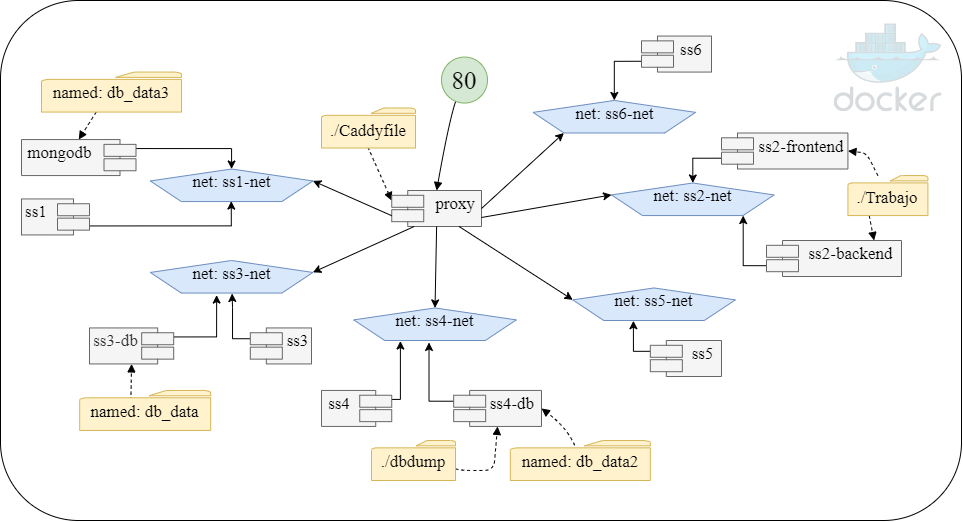 ss6
named: db_data3
80
net: ss6-net
docker
./Caddyfile
mongodb
ss2-frontend
net: ss1-net
net: ss2-net
./Trabajo
ss1
proxy
ss2-backend
net: ss3-net
net: ss5-net
net: ss4-net
ss3-db
ss3
ss5
named: db_data
ss4
ss4-db
./dbdump
named: db_data2